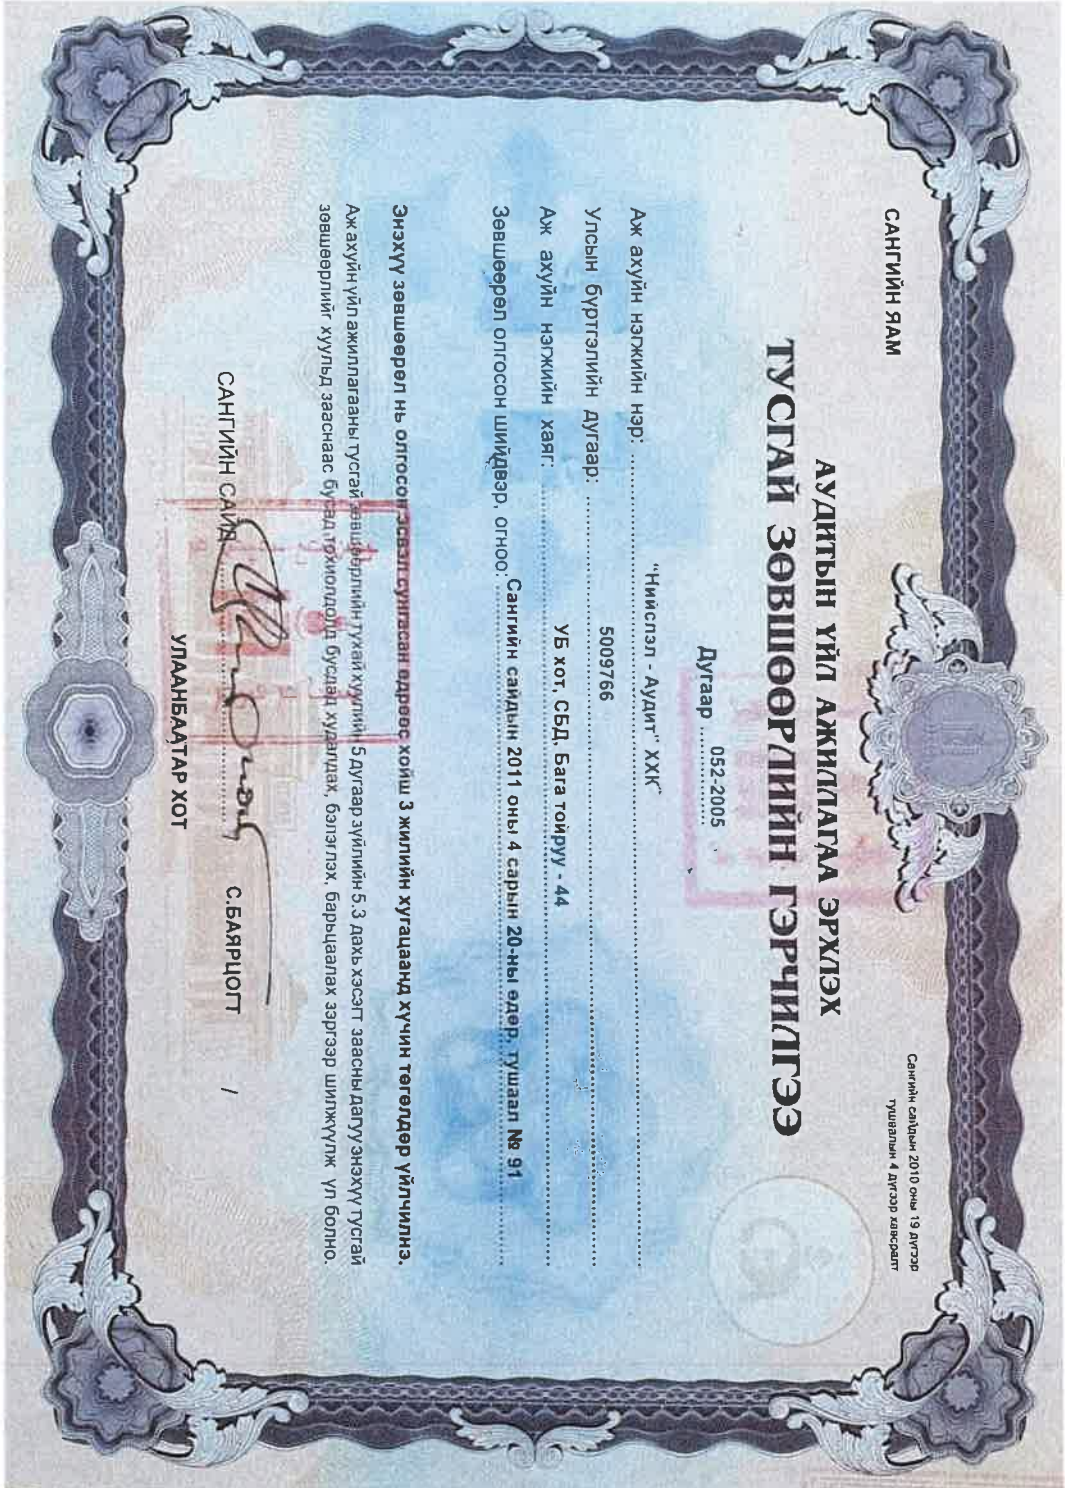 САНГИЙН ЯАМ
Сангийн сайдын 2010 оны 19 дүгээр
тушаалын 4 дүгээр хавсралт
АУДИТЫН ҮЙЛ АЖИЛЛАГАА ЭРХЛЭХ
ТУСГАЙ ЗӨВШӨӨРЛИЙН ГЭРЧИЛГЭЭ
Дугаар ...052-2005...
Аж ахуйн нэгжийн нэр: "Нийслэл - Аудит" ХХК
Улсын бүртгэлийн дугаар: 5009766
Аж ахуйн нэгжийн хаяг: УБ хот, СБД, Бага тойруу - 44
Зөвшөөрөл олгосон шийдвэр, огноо: Сангийн сайдын 2011 оны 4 сарын 20-ны өдөр, тушаал № 91
Энэхүү зөвшөөрөл нь олгосон эсвэл сунгасан өдрөөс хойш 3 жилийн хугацаанд хүчин төгөлдөр үйлчилнэ.
Аж ахуйн үйл ажиллагааны тусгай зөвшөөрлийн тухай хуулийн 5 дугаар зүйлийн 5.3 дахь хэсэгт заасны дагуу энэхүү тусгай
зөвшөөрлийг хуульд зааснаас бусад тохиолдолд бусдад худалдах, бэлэглэх, барьцаалах зэргээр шилжүүлж үл болно.
САНГИЙН САЙД С.БАЯРЦОГТ /
УЛААНБААТАР ХОТ